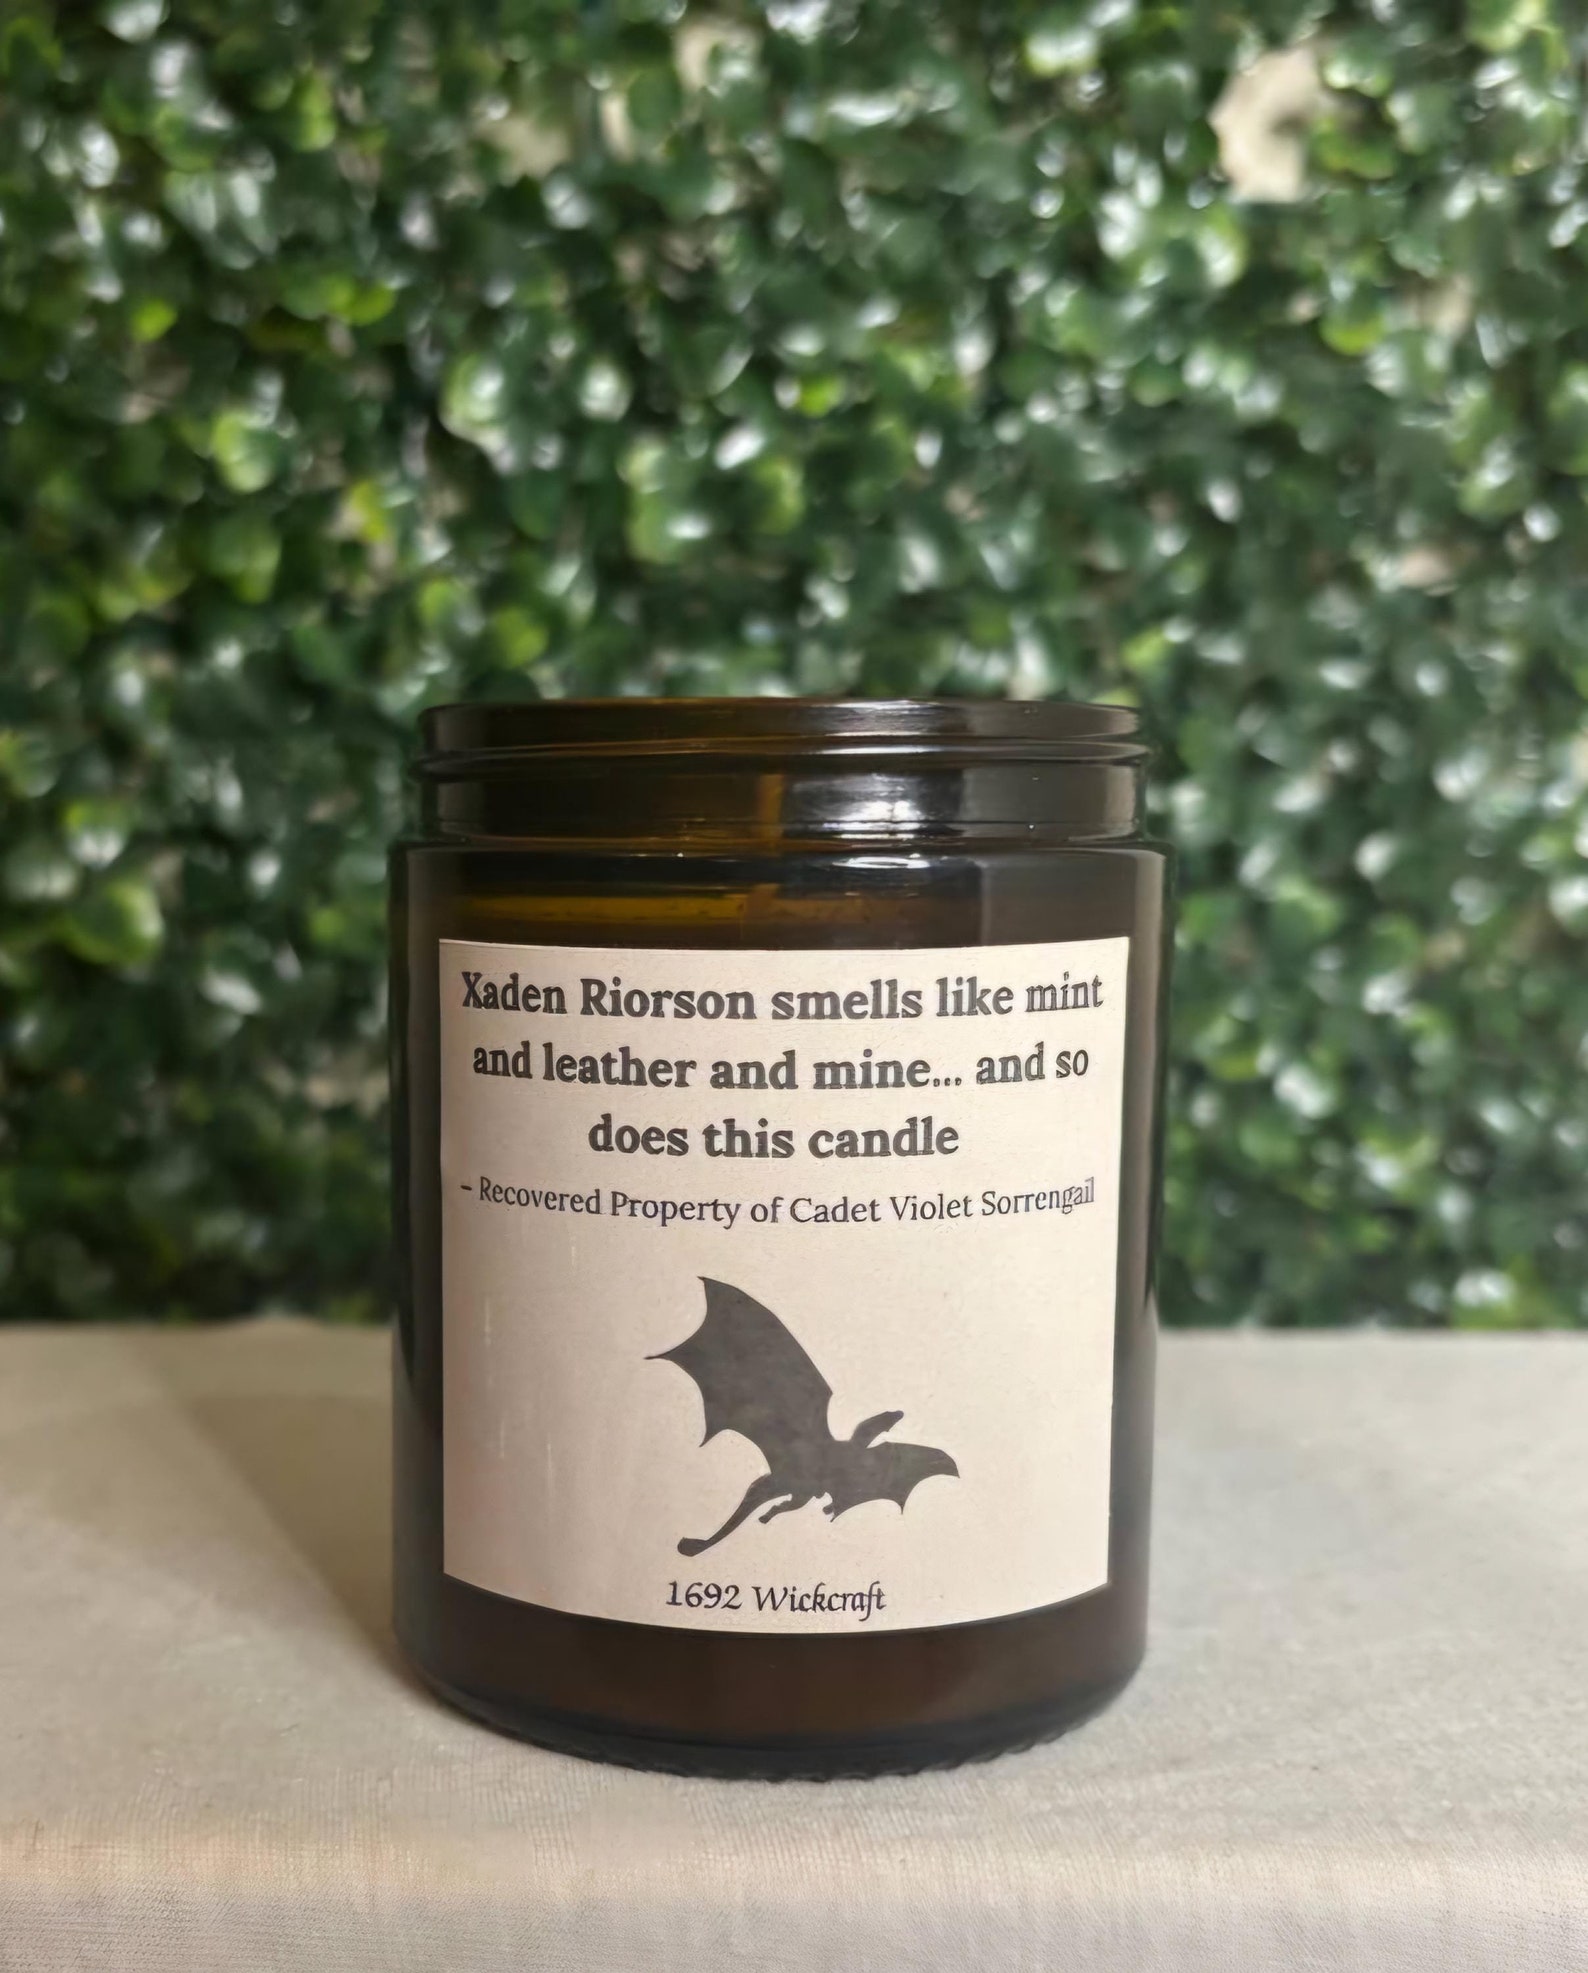 Xaden Riorson smells like mint
and leather and mine... and so
does this candle
- Recovered Property of Cadet Violet Sorrengail
1692 Wickcraft